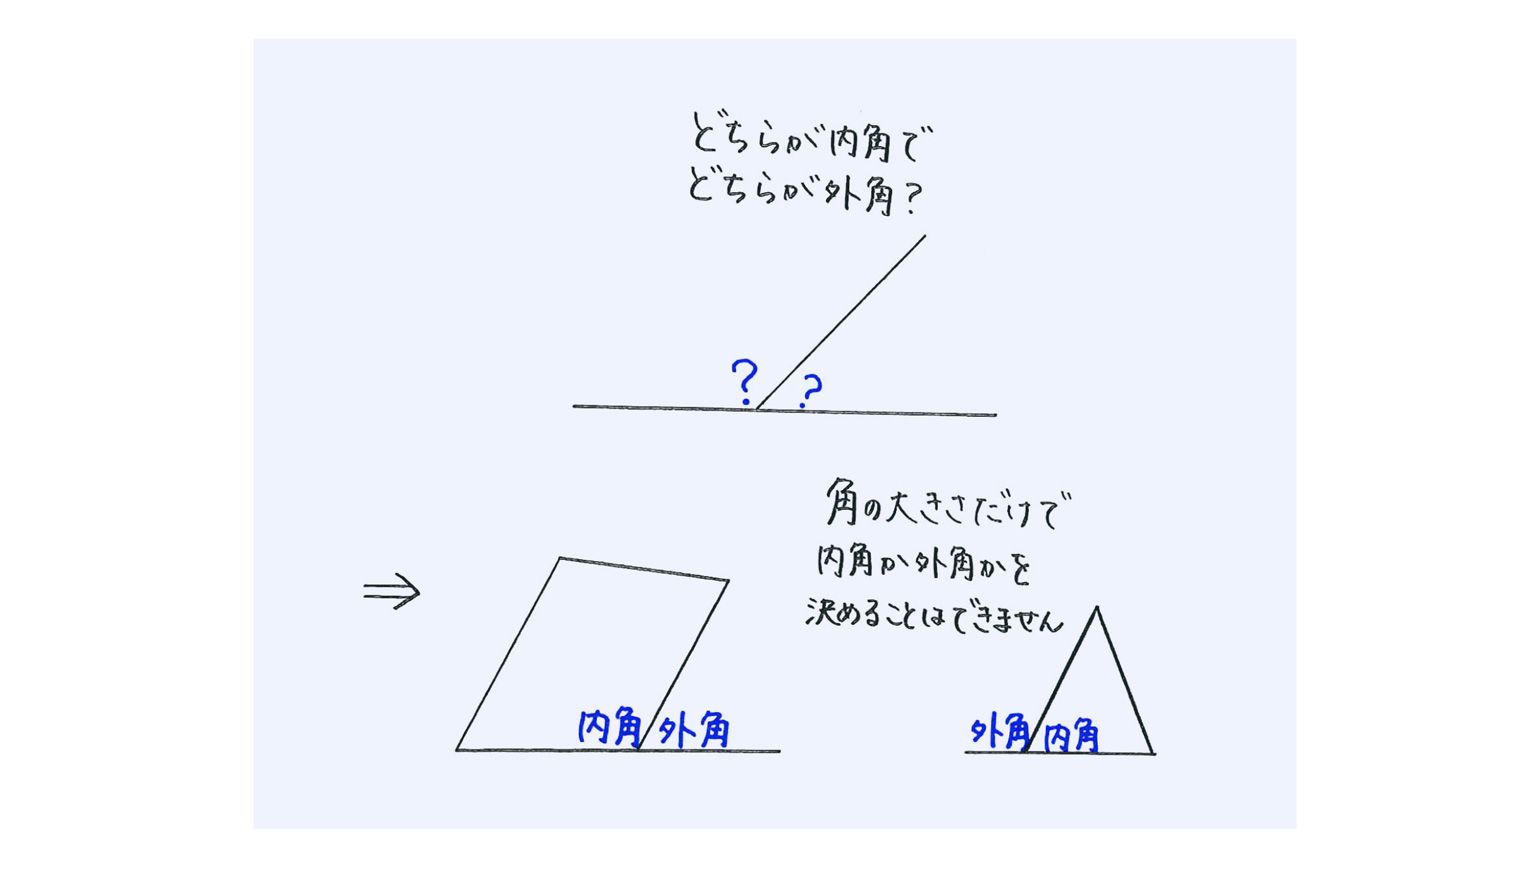 どちらが内角で
どちらが外角?
? ?
角の大きさだけで
内角か外角かを
決めることはできません
⇒
内角 外角
外角 内角